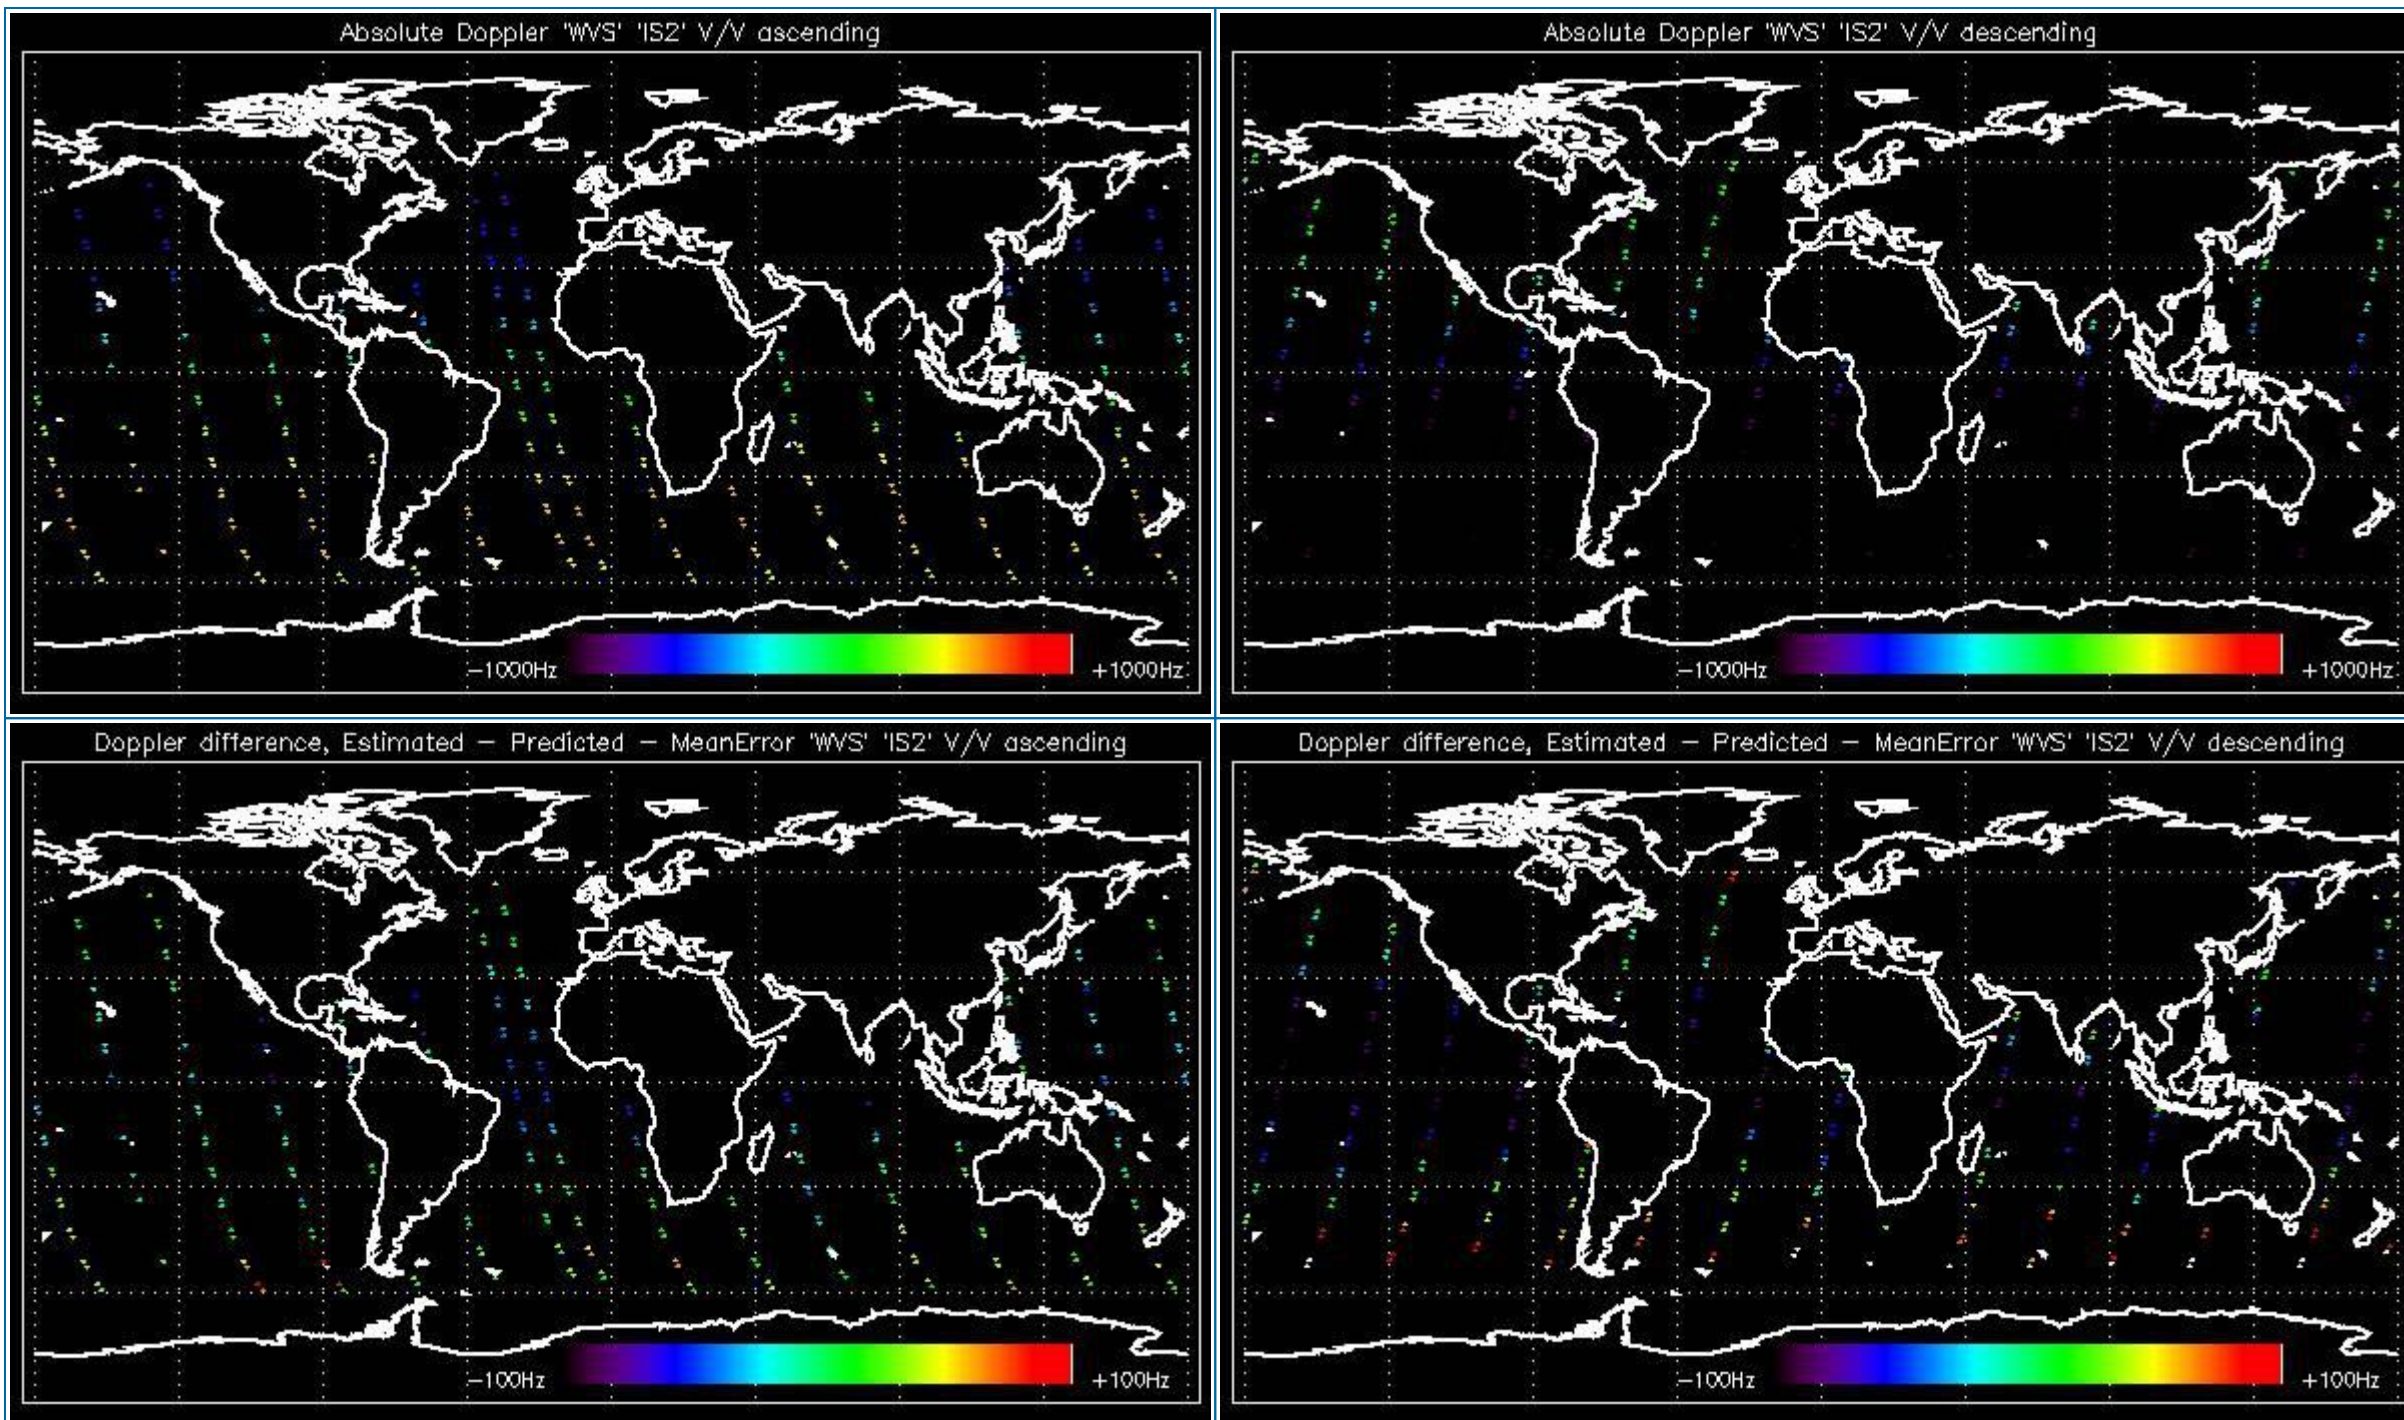 Absolute Doppler 'WVS' 'IS2' V/V ascending
-1000Hz
+1000Hz
Absolute Doppler 'WVS' 'IS2' V/V descending
-1000Hz
+1000Hz
Doppler difference, Estimated - Predicted - MeanError 'WVS' 'IS2' V/V ascending
-100Hz
+100Hz
Doppler difference, Estimated - Predicted - MeanError 'WVS' 'IS2' V/V descending
-100Hz
+100Hz